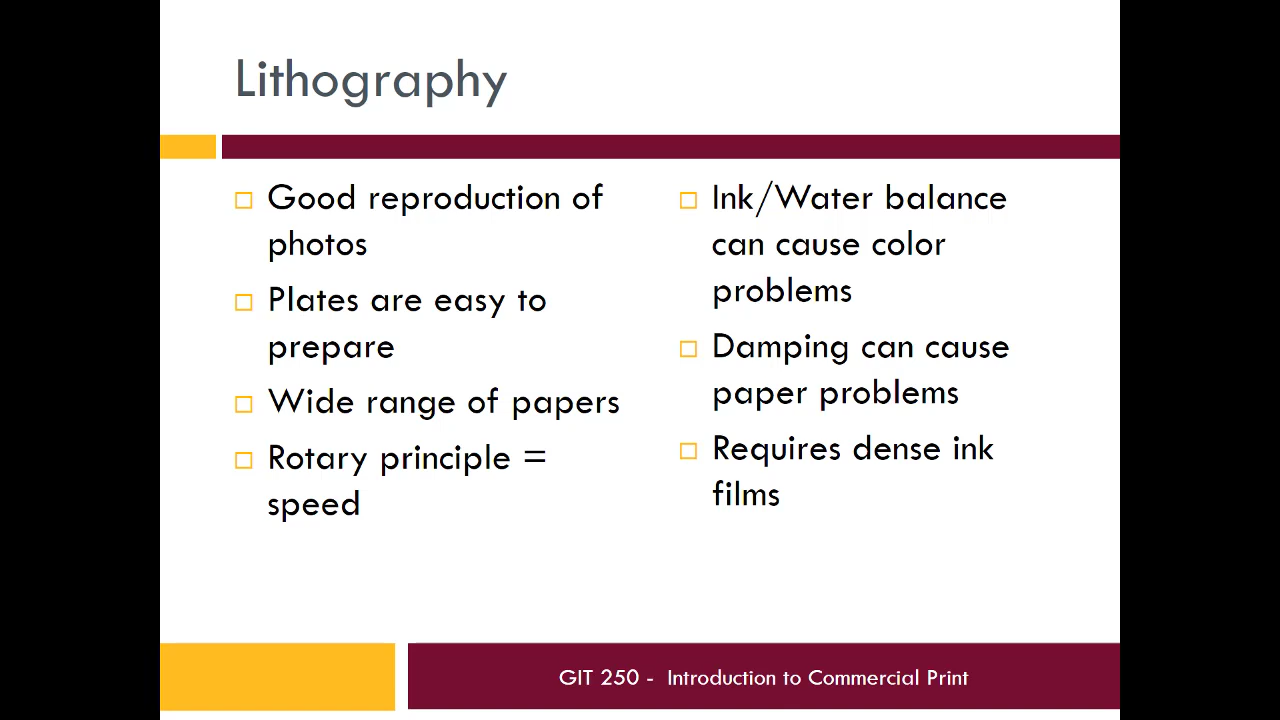 Lithography
Good reproduction of
photos
Plates are easy to
prepare
Wide range of papers
Rotary principle =
speed
Ink/Water balance
can cause color
problems
Damping can cause
paper problems
Requires dense ink
films
GIT 250 - Introduction to Commercial Print